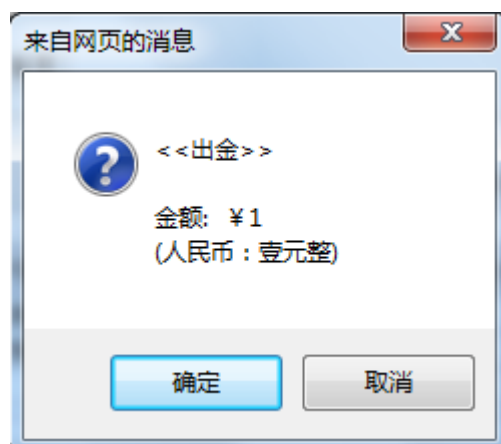 来自网页的消息
<<出金>>
金额: ￥1
(人民币：壹元整)
确定
取消